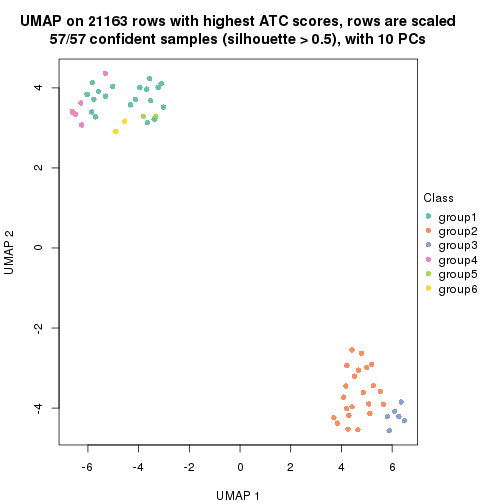 UMAP on 21163 rows with highest ATC scores, rows are scaled
57/57 confident samples (silhouette > 0.5), with 10 PCs
4
2
0
-2
-4
UMAP 2
-6
-4
-2
0
2
4
6
UMAP 1
Class
group1
group2
group3
group4
group5
group6